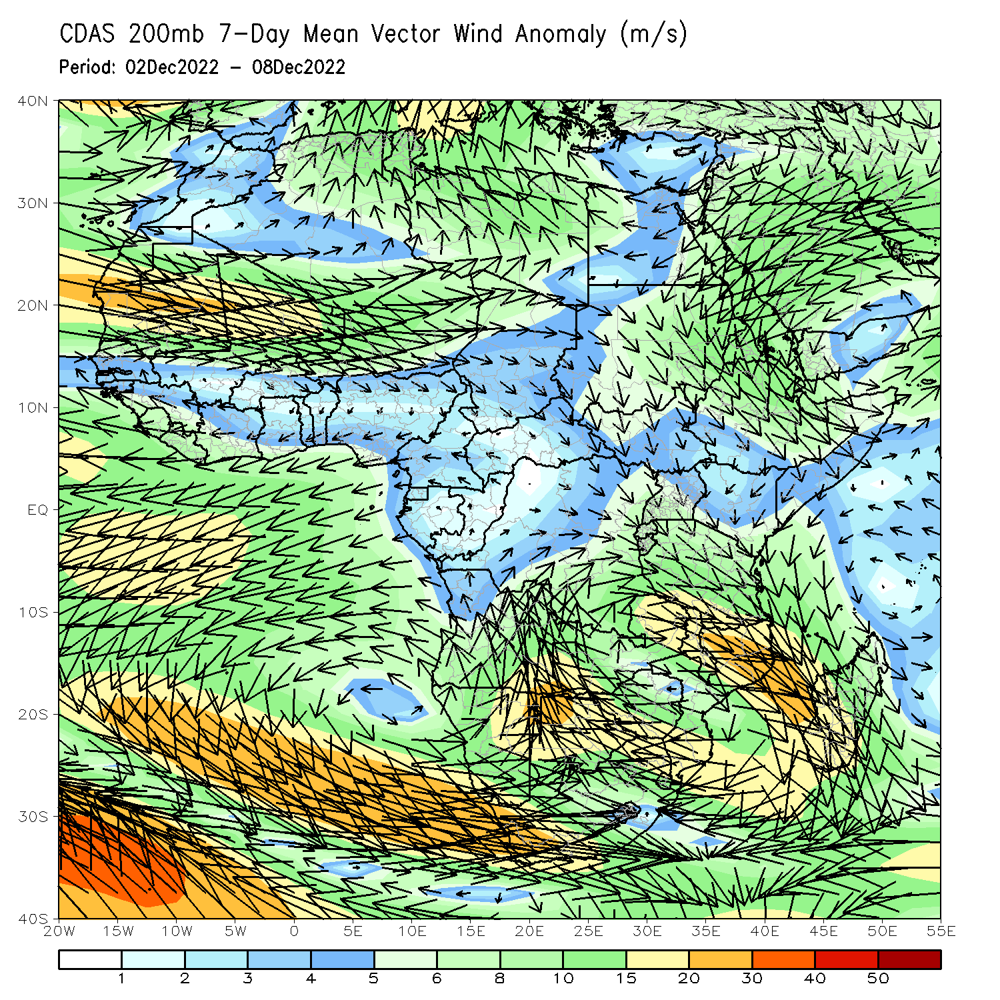 CDAS 200mb 7-Day Mean Vector Wind Anomaly (m/s)
Period: 02Dec2022 - 08Dec2022
40N
30N
20N
10N
EQ
10S
20S
30S
40S
20W 15W 10W 5W 0 5E 10E 15E 20E 25E 30E 35E 40E 45E 50E 55E
1 2 3 4 5 6 8 10 15 20 30 40 50